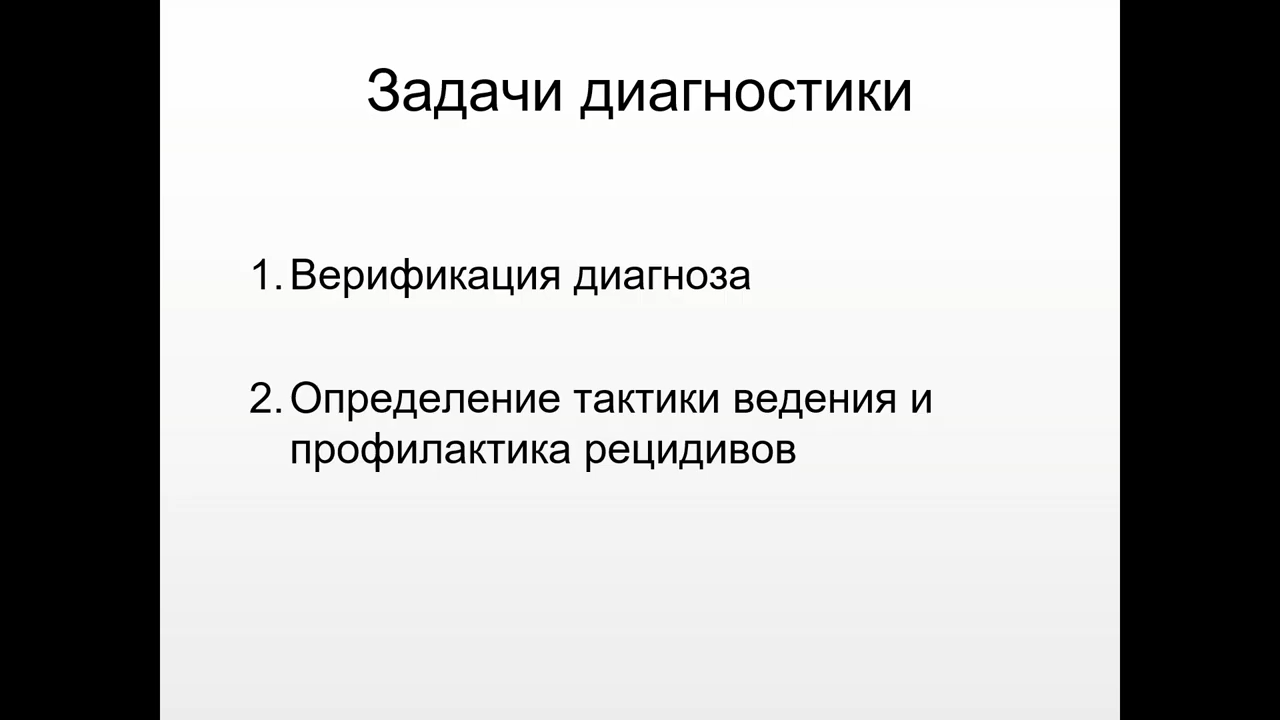 Задачи диагностики
1. Верификация диагноза
2. Определение тактики ведения и
профилактика рецидивов